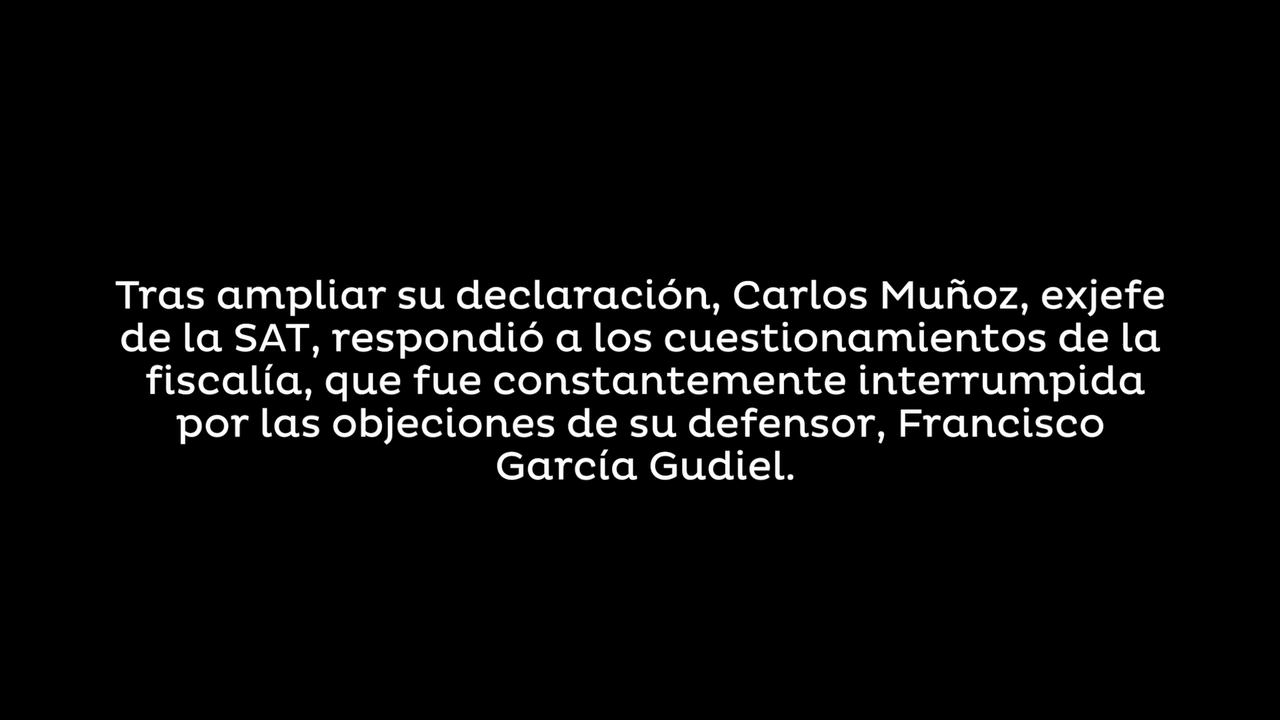 Tras ampliar su declaración, Carlos Muñoz, exjefe
de la SAT, respondió a los cuestionamientos de la
fiscalía, que fue constantemente interrumpida
por las objeciones de su defensor, Francisco
García Gudiel.